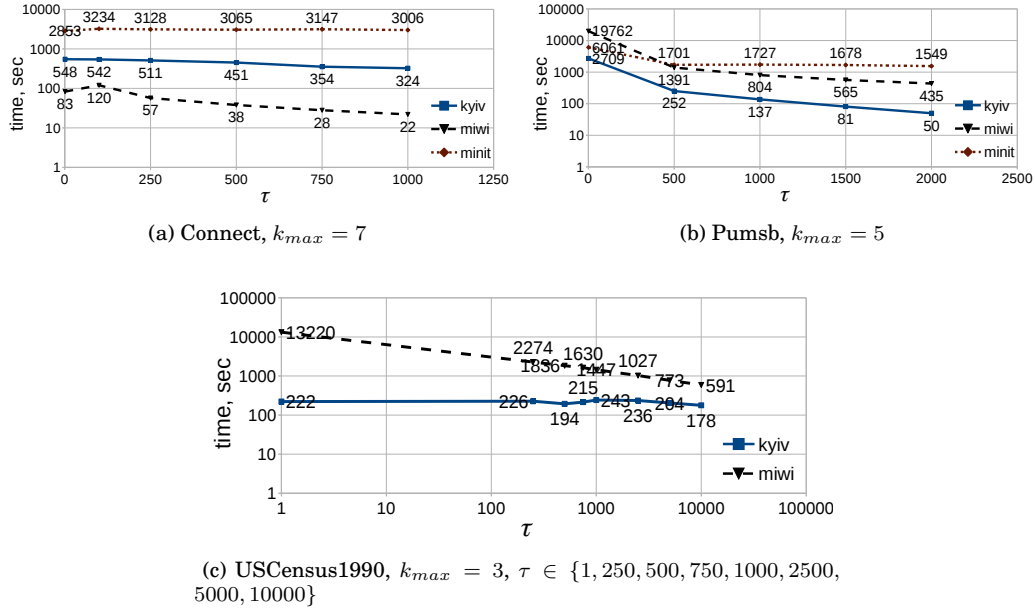 10000
1000
100
10
1
time, sec
2853 3234 3128 3065 3147 3006
548 542 511 451 354 324
83 120 57 38 28 22
kyiv
miwi
minit
0 250 500 750 1000 1250
τ
(a) Connect, k_max = 7
100000
10000
1000
100
10
1
time, sec
19762
6061 1701 1727 1678 1549
2709 1391 804 565 435
252 137 81 50
kyiv
miwi
minit
0 500 1000 1500 2000 2500
τ
(b) Pumsb, k_max = 5
100000
10000
1000
100
10
1
time, sec
13220 2274 1836 1630 1447 1027 773 591
222 226 194 215 243 236 204 178
kyiv
miwi
1 10 100 1000 10000 100000
τ
(c) USCensus1990, k_max = 3, τ ∈ {1, 250, 500, 750, 1000, 2500,
5000, 10000}